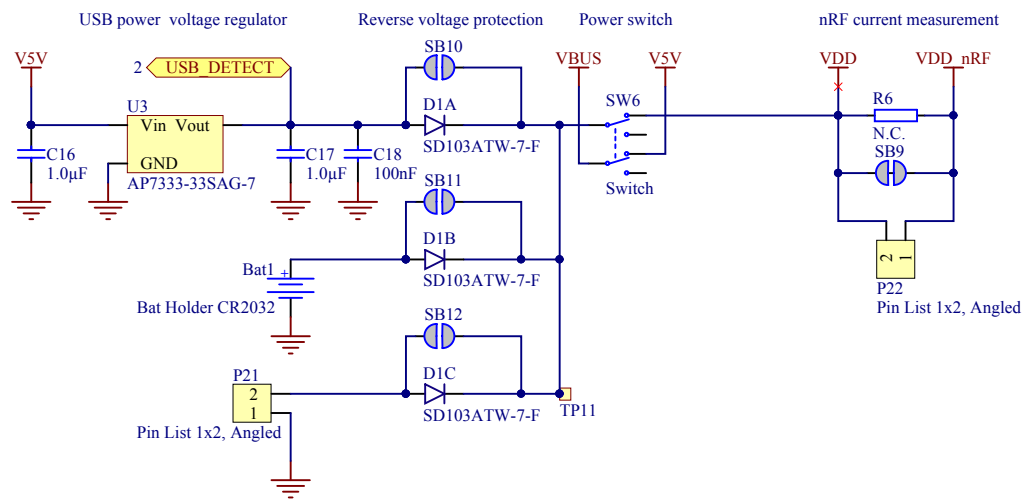 USB power  voltage regulator
Reverse voltage protection
Power switch
nRF current measurement
V5V
2
USB_DETECT
SB10
VBUS
V5V
VDD
VDD_nRF
U3
Vin Vout
GND
AP7333-33SAG-7
C16
1.0µF
C17
1.0µF
C18
100nF
D1A
SD103ATW-7-F
SW6
Switch
R6
N.C.
SB9
SB11
D1B
SD103ATW-7-F
Bat1
+
Bat Holder CR2032
2
1
P22
Pin List 1x2, Angled
SB12
D1C
SD103ATW-7-F
P21
2
1
Pin List 1x2, Angled
TP11